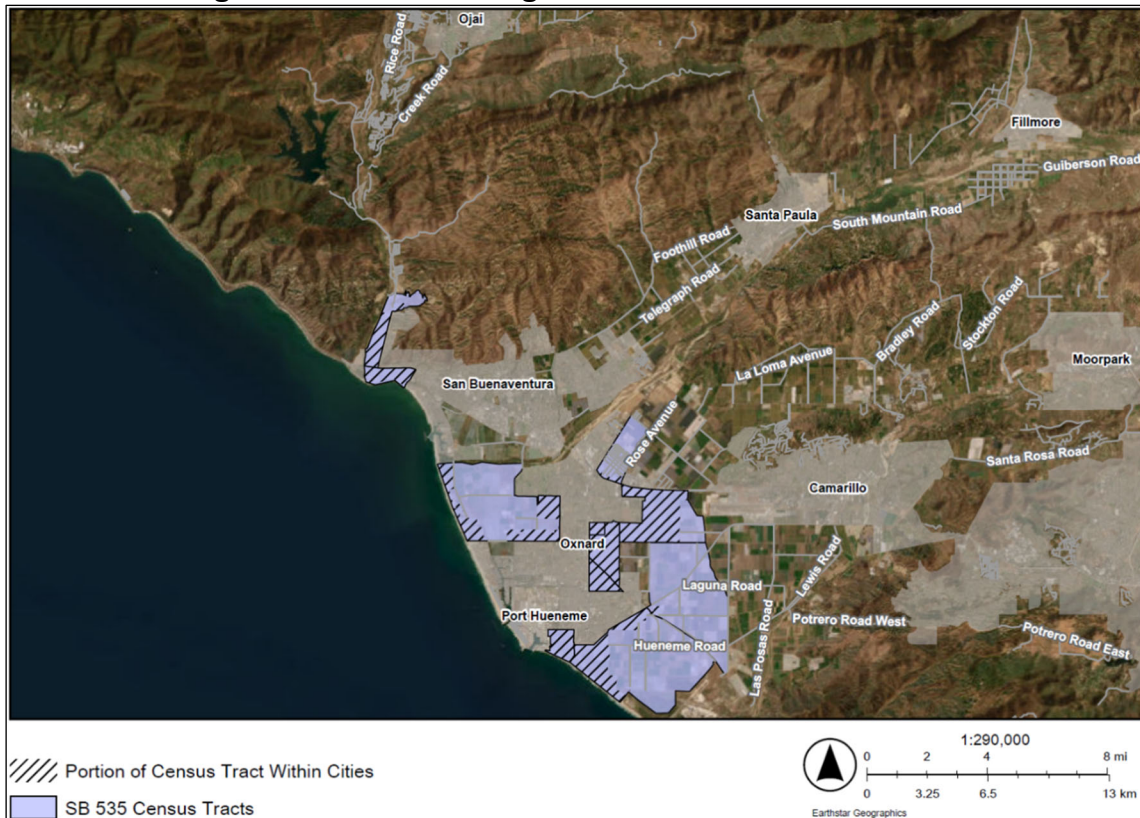 Ojai
Rice Road
Creek Road
Fillmore
Guiberson Road
Santa Paula
South Mountain Road
Foothill Road
Telegraph Road
Bradley Road
Stockton Road
La Loma Avenue
Moorpark
San Buenaventura
Rose Avenue
Santa Rosa Road
Camarillo
Oxnard
Lewis Road
Laguna Road
Port Hueneme
Potrero Road West
Potrero Road East
Hueneme Road
Las Posas Road
Portion of Census Tract Within Cities
SB 535 Census Tracts
1:290,000
0 2 4 8 mi
0 3.25 6.5 13 km
Earthstar Geographics